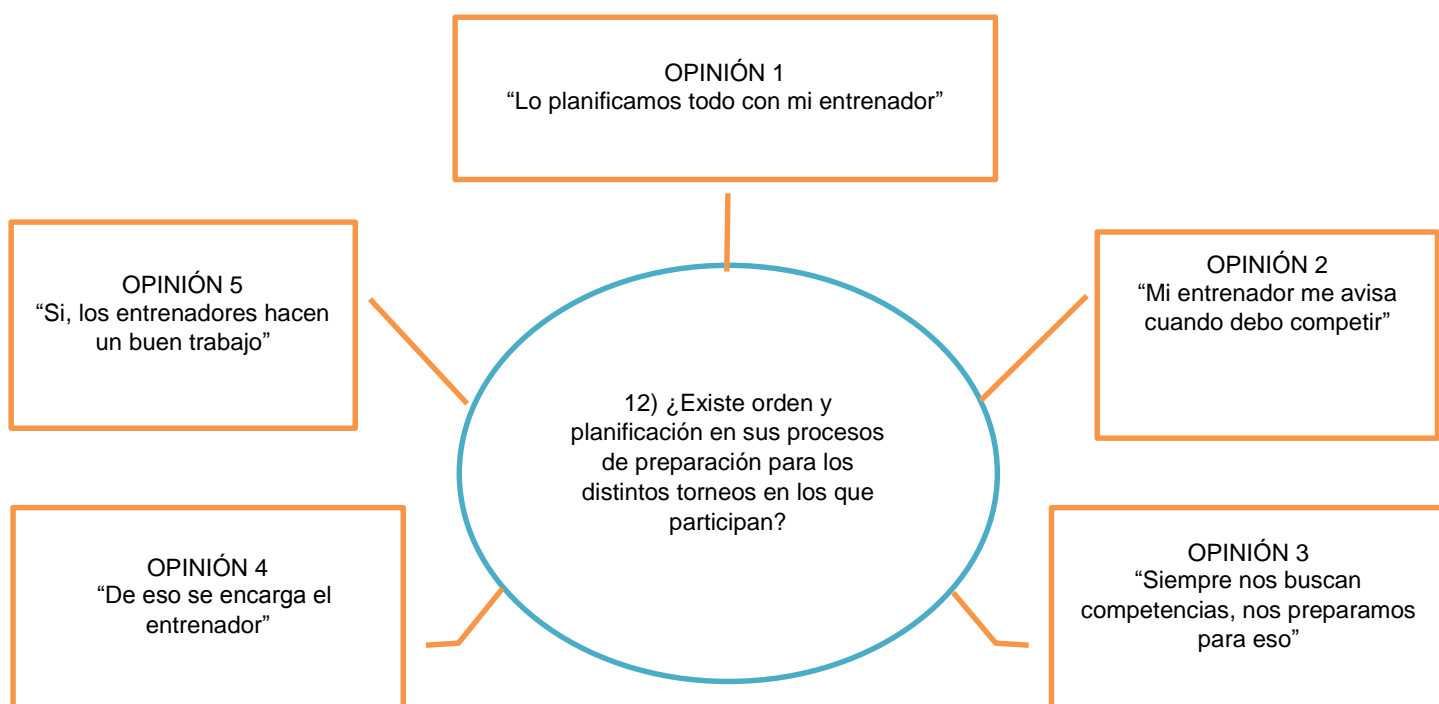 OPINIÓN 1
“Lo planificamos todo con mi entrenador”
OPINIÓN 5
“Si, los entrenadores hacen
un buen trabajo”
OPINIÓN 2
“Mi entrenador me avisa
cuando debo competir”
12) ¿Existe orden y
planificación en sus procesos
de preparación para los
distintos torneos en los que
participan?
OPINIÓN 4
“De eso se encarga el
entrenador”
OPINIÓN 3
“Siempre nos buscan
competencias, nos preparamos
para eso”